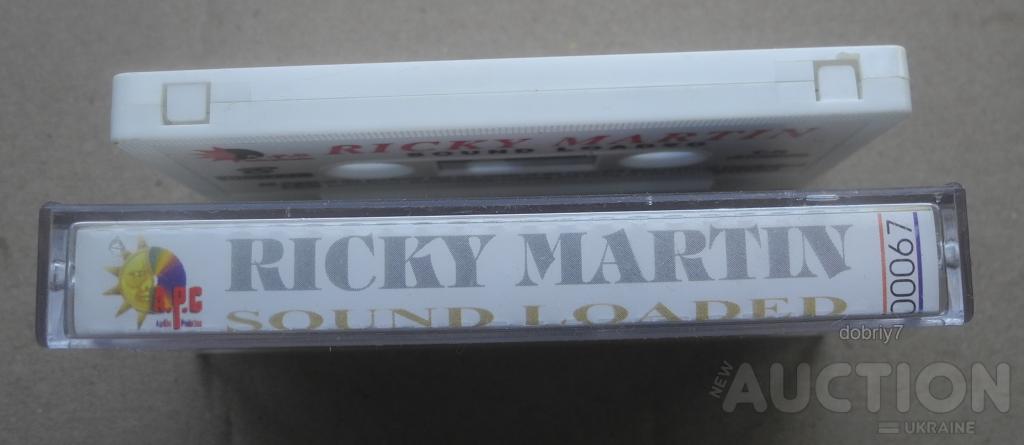 RICKY MARTIN
SOUND LOADED
A.P.C
RICKY MARTIN
SOUND LOADED
00067
dobriy7
NEW
AUCTION
UKRAINE